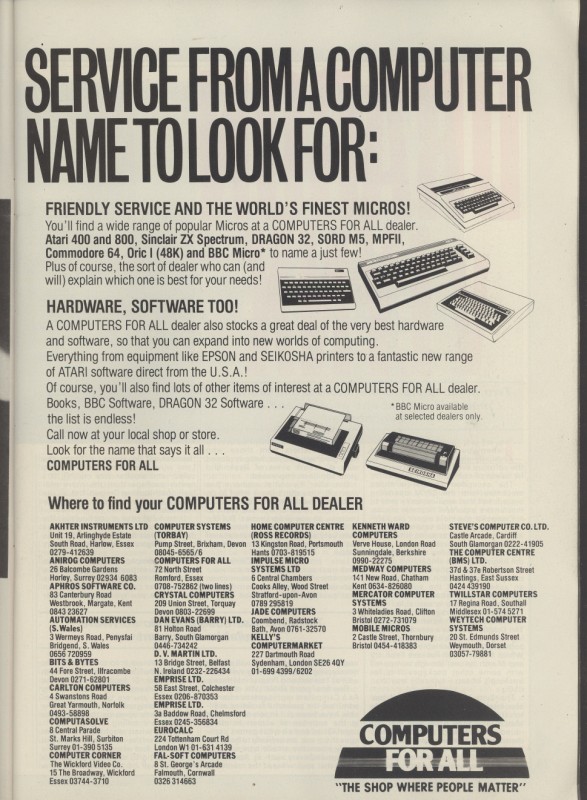 SERVICE FROM A COMPUTER
NAME TO LOOK FOR:
FRIENDLY SERVICE AND THE WORLD'S FINEST MICROS!
You'll find a wide range of popular Micros at a COMPUTERS FOR ALL dealer.
Atari 400 and 800, Sinclair ZX Spectrum, DRAGON 32, SORD M5, MPFII,
Commodore 64, Oric I (48K) and BBC Micro* to name a just few!
Plus of course, the sort of dealer who can (and
will) explain which one is best for your needs!
HARDWARE, SOFTWARE TOO!
A COMPUTERS FOR ALL dealer also stocks a great deal of the very best hardware
and software, so that you can expand into new worlds of computing.
Everything from equipment like EPSON and SEIKOSHA printers to a fantastic new range
of ATARI software direct from the U.S.A.!
Of course, you'll also find lots of other items of interest at a COMPUTERS FOR ALL dealer.
Books, BBC Software, DRAGON 32 Software . . .
the list is endless!
Call now at your local shop or store.
Look for the name that says it all . . .
COMPUTERS FOR ALL
*BBC Micro available
at selected dealers only.
Where to find your COMPUTERS FOR ALL DEALER
AKHTER INSTRUMENTS LTD
Unit 19, Arlinghyde Estate
South Road, Harlow, Essex
0279-412639
ANIROG COMPUTERS
26 Balcombe Gardens
Horley, Surrey 02934 6083
APHROS SOFTWARE CO.
83 Canterbury Road
Westbrook, Margate, Kent
0843 23627
AUTOMATION SERVICES
(S. Wales)
3 Wermeys Road, Penysfai
Bridgend, S. Wales
0656 720959
BITS & BYTES
44 Fore Street, Ilfracombe
Devon 0271-62801
CARLTON COMPUTERS
4 Swanstons Road
Great Yarmouth, Norfolk
0493-58898
COMPUTASOLVE
8 Central Parade
St. Marks Hill, Surbiton
Surrey 01-390 5135
COMPUTER CORNER
The Wickford Video Co.
15 The Broadway, Wickford
Essex 03744-3710
COMPUTER SYSTEMS
(TORBAY)
Pump Street, Brixham, Devon
08045-6565/6
COMPUTERS FOR ALL
72 North Street
Romford, Essex
0708-752862 (two lines)
CRYSTAL COMPUTERS
209 Union Street, Torquay
Devon 0803-22699
DAN EVANS (BARRY) LTD.
81 Holton Road
Barry, South Glamorgan
0446-734242
D. V. MARTIN LTD.
13 Bridge Street, Belfast
N. Ireland 0232-226434
EMPRISE LTD.
58 East Street, Colchester
Essex 0206-870353
EMPRISE LTD.
3a Baddow Road, Chelmsford
Essex 0245-356834
EUROCALC
224 Tottenham Court Rd
London W1 01-631 4139
FAL-SOFT COMPUTERS
8 St. George's Arcade
Falmouth, Cornwall
0326 314663
HOME COMPUTER CENTRE
(ROSS RECORDS)
13 Kingston Road, Portsmouth
Hants 0703-819515
IMPULSE MICRO
SYSTEMS LTD
6 Central Chambers
Cooks Alley, Wood Street
Stratford-upon-Avon
0789 295819
JADE COMPUTERS
Coombend, Radstock
Bath, Avon 0761-32570
KELLY'S
COMPUTERMARKET
227 Dartmouth Road
Sydenham, London SE26 4QY
01-699 4399/6202
KENNETH WARD
COMPUTERS
Verve House, London Road
Sunningdale, Berkshire
0990-22275
MEDWAY COMPUTERS
141 New Road, Chatham
Kent 0634-826080
MERCATOR COMPUTER
SYSTEMS
3 Whiteladies Road, Clifton
Bristol 0272-731079
MOBILE MICROS
2 Castle Street, Thornbury
Bristol 0454-418383
STEVE'S COMPUTER CO. LTD.
Castle Arcade, Cardiff
South Glamorgan 0222-41905
THE COMPUTER CENTRE
(BMS) LTD.
37d & 37e Robertson Street
Hastings, East Sussex
0424 439190
TWILLSTAR COMPUTERS
17 Regina Road, Southall
Middlesex 01-574 5271
WEYTECH COMPUTER
SYSTEMS
20 St. Edmunds Street
Weymouth, Dorset
03057-79881
COMPUTERS
FOR ALL
"THE SHOP WHERE PEOPLE MATTER"